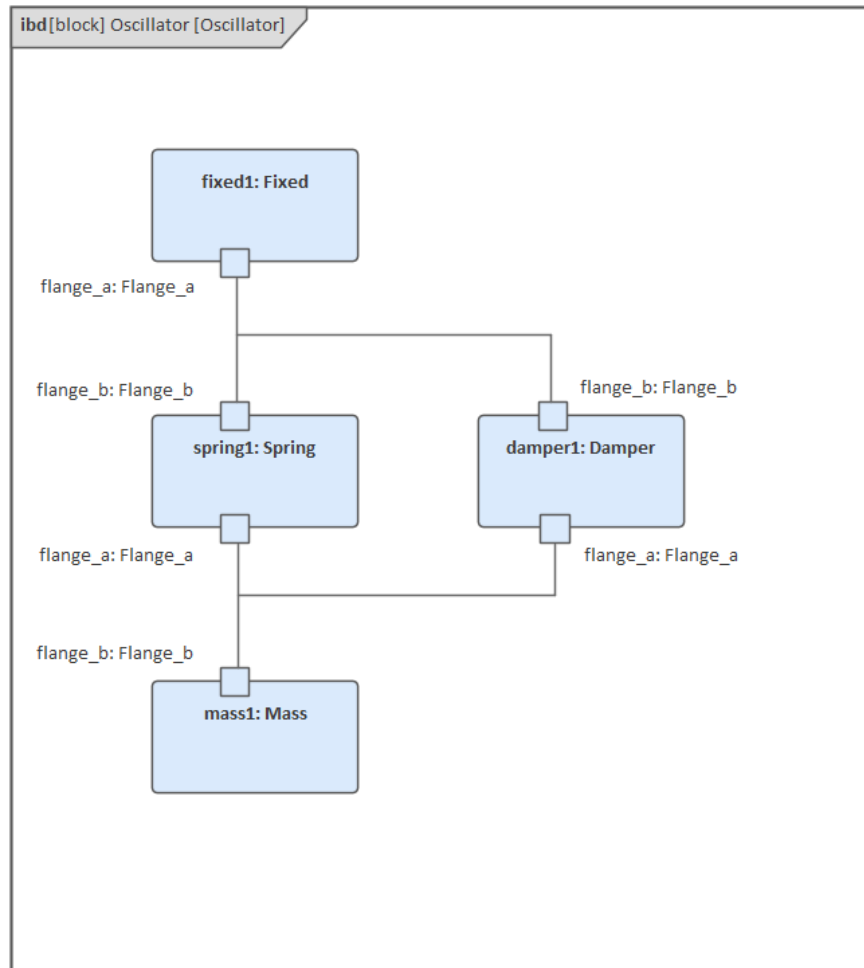 ibd [block] Oscillator [Oscillator]
fixed1: Fixed
flange_a: Flange_a
flange_b: Flange_b
flange_b: Flange_b
spring1: Spring
damper1: Damper
flange_a: Flange_a
flange_a: Flange_a
flange_b: Flange_b
mass1: Mass